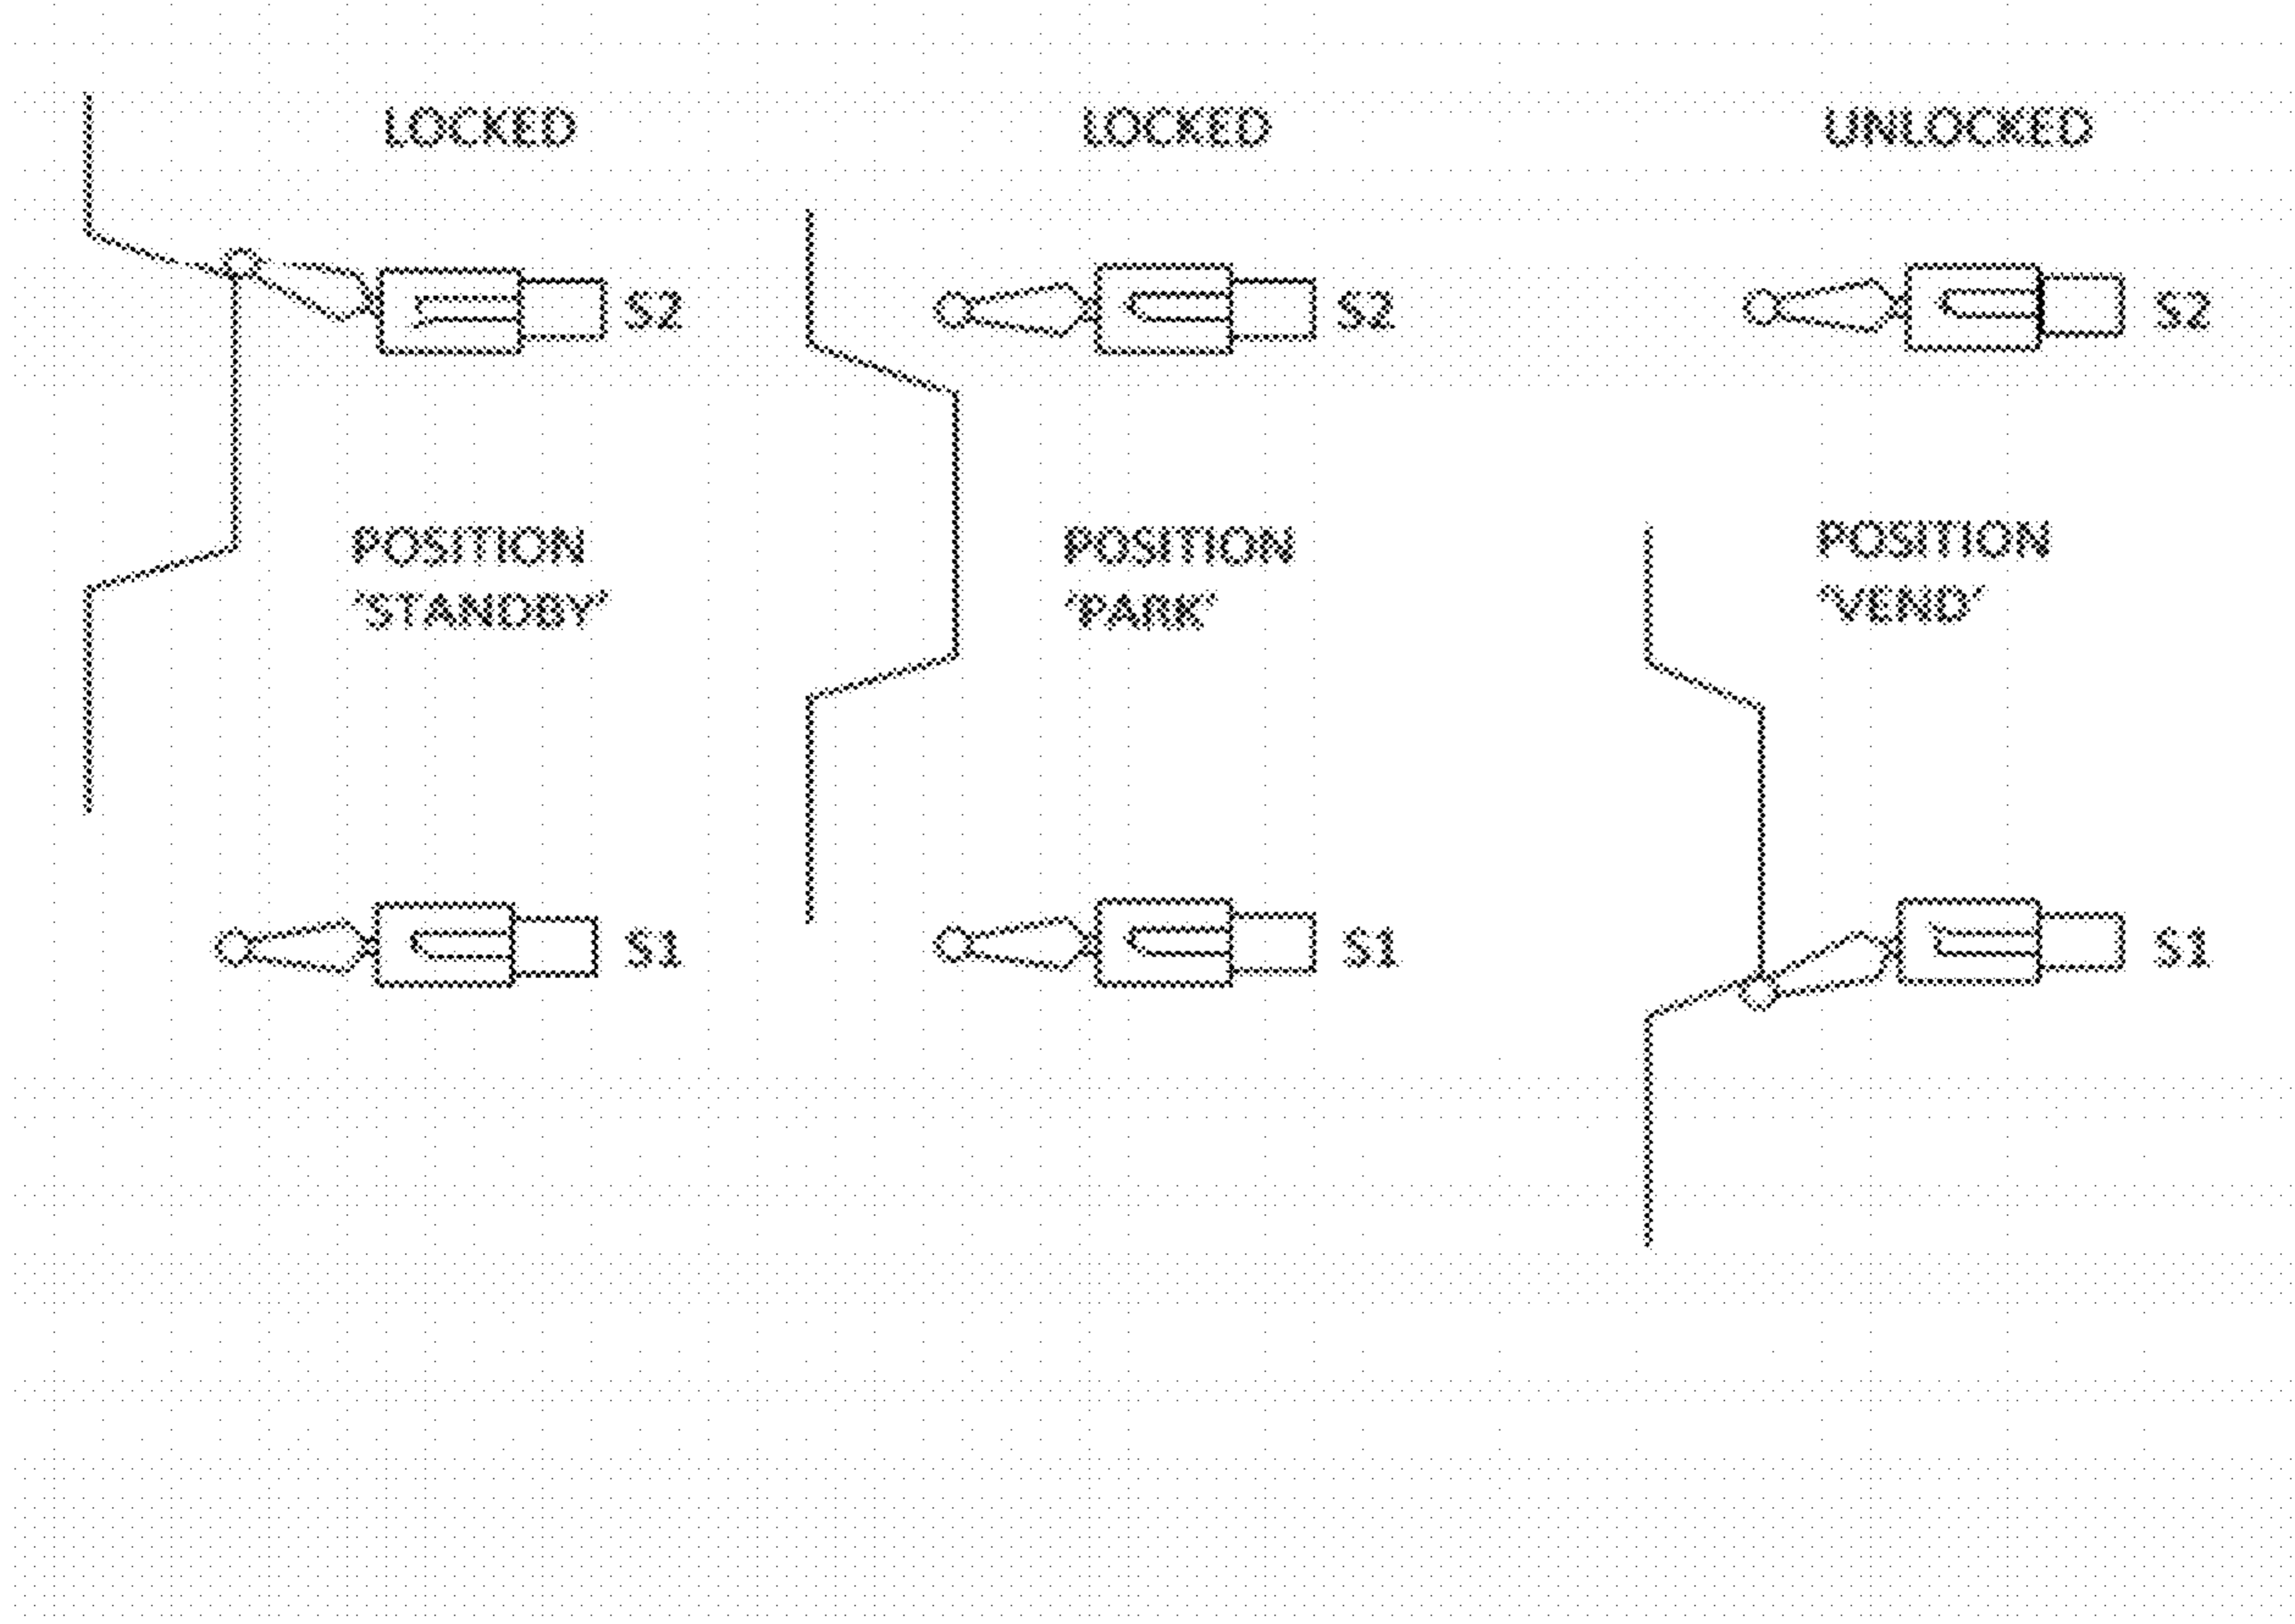 LOCKED
LOCKED
UNLOCKED
S2
S2
S2
POSITION
'STANDBY'
POSITION
'PARK'
POSITION
'VEND'
S1
S1
S1